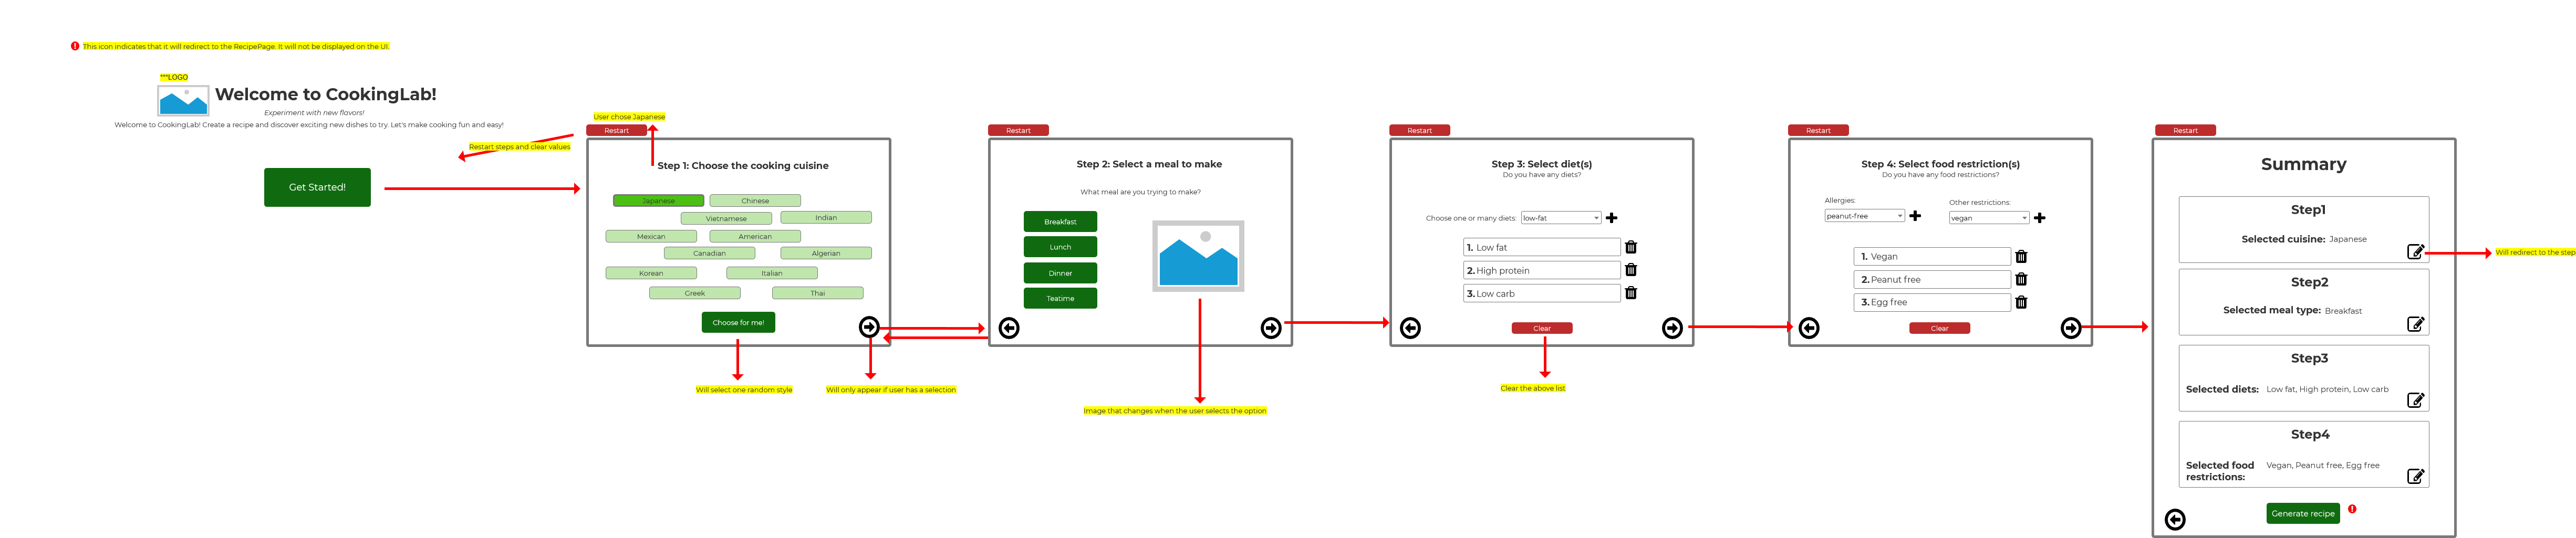 This icon indicates that it will redirect to the RecipePage. It will not be displayed on the UI.
***LOGO
Welcome to CookingLab!
Experiment with new flavors!
Welcome to CookingLab! Create a recipe and discover exciting new dishes to try. Let's make cooking fun and easy!
Restart steps and clear values
Get Started!
User chose Japanese
Restart
Step 1: Choose the cooking cuisine
Japanese
Chinese
Vietnamese
Indian
Mexican
American
Canadian
Algerian
Korean
Italian
Greek
Thai
Choose for me!
Will select one random style
Will only appear if user has a selection
Restart
Step 2: Select a meal to make
What meal are you trying to make?
Breakfast
Lunch
Dinner
Teatime
Image that changes when the user selects the option
Restart
Step 3: Select diet(s)
Do you have any diets?
Choose one or many diets: low-fat
1. Low fat
2. High protein
3. Low carb
Clear
Clear the above list
Restart
Step 4: Select food restriction(s)
Do you have any food restrictions?
Allergies:
peanut-free
Other restrictions:
vegan
1. Vegan
2. Peanut free
3. Egg free
Clear
Restart
Summary
Step1
Selected cuisine: Japanese
Will redirect to the step
Step2
Selected meal type: Breakfast
Step3
Selected diets: Low fat, High protein, Low carb
Step4
Selected food restrictions: Vegan, Peanut free, Egg free
Generate recipe